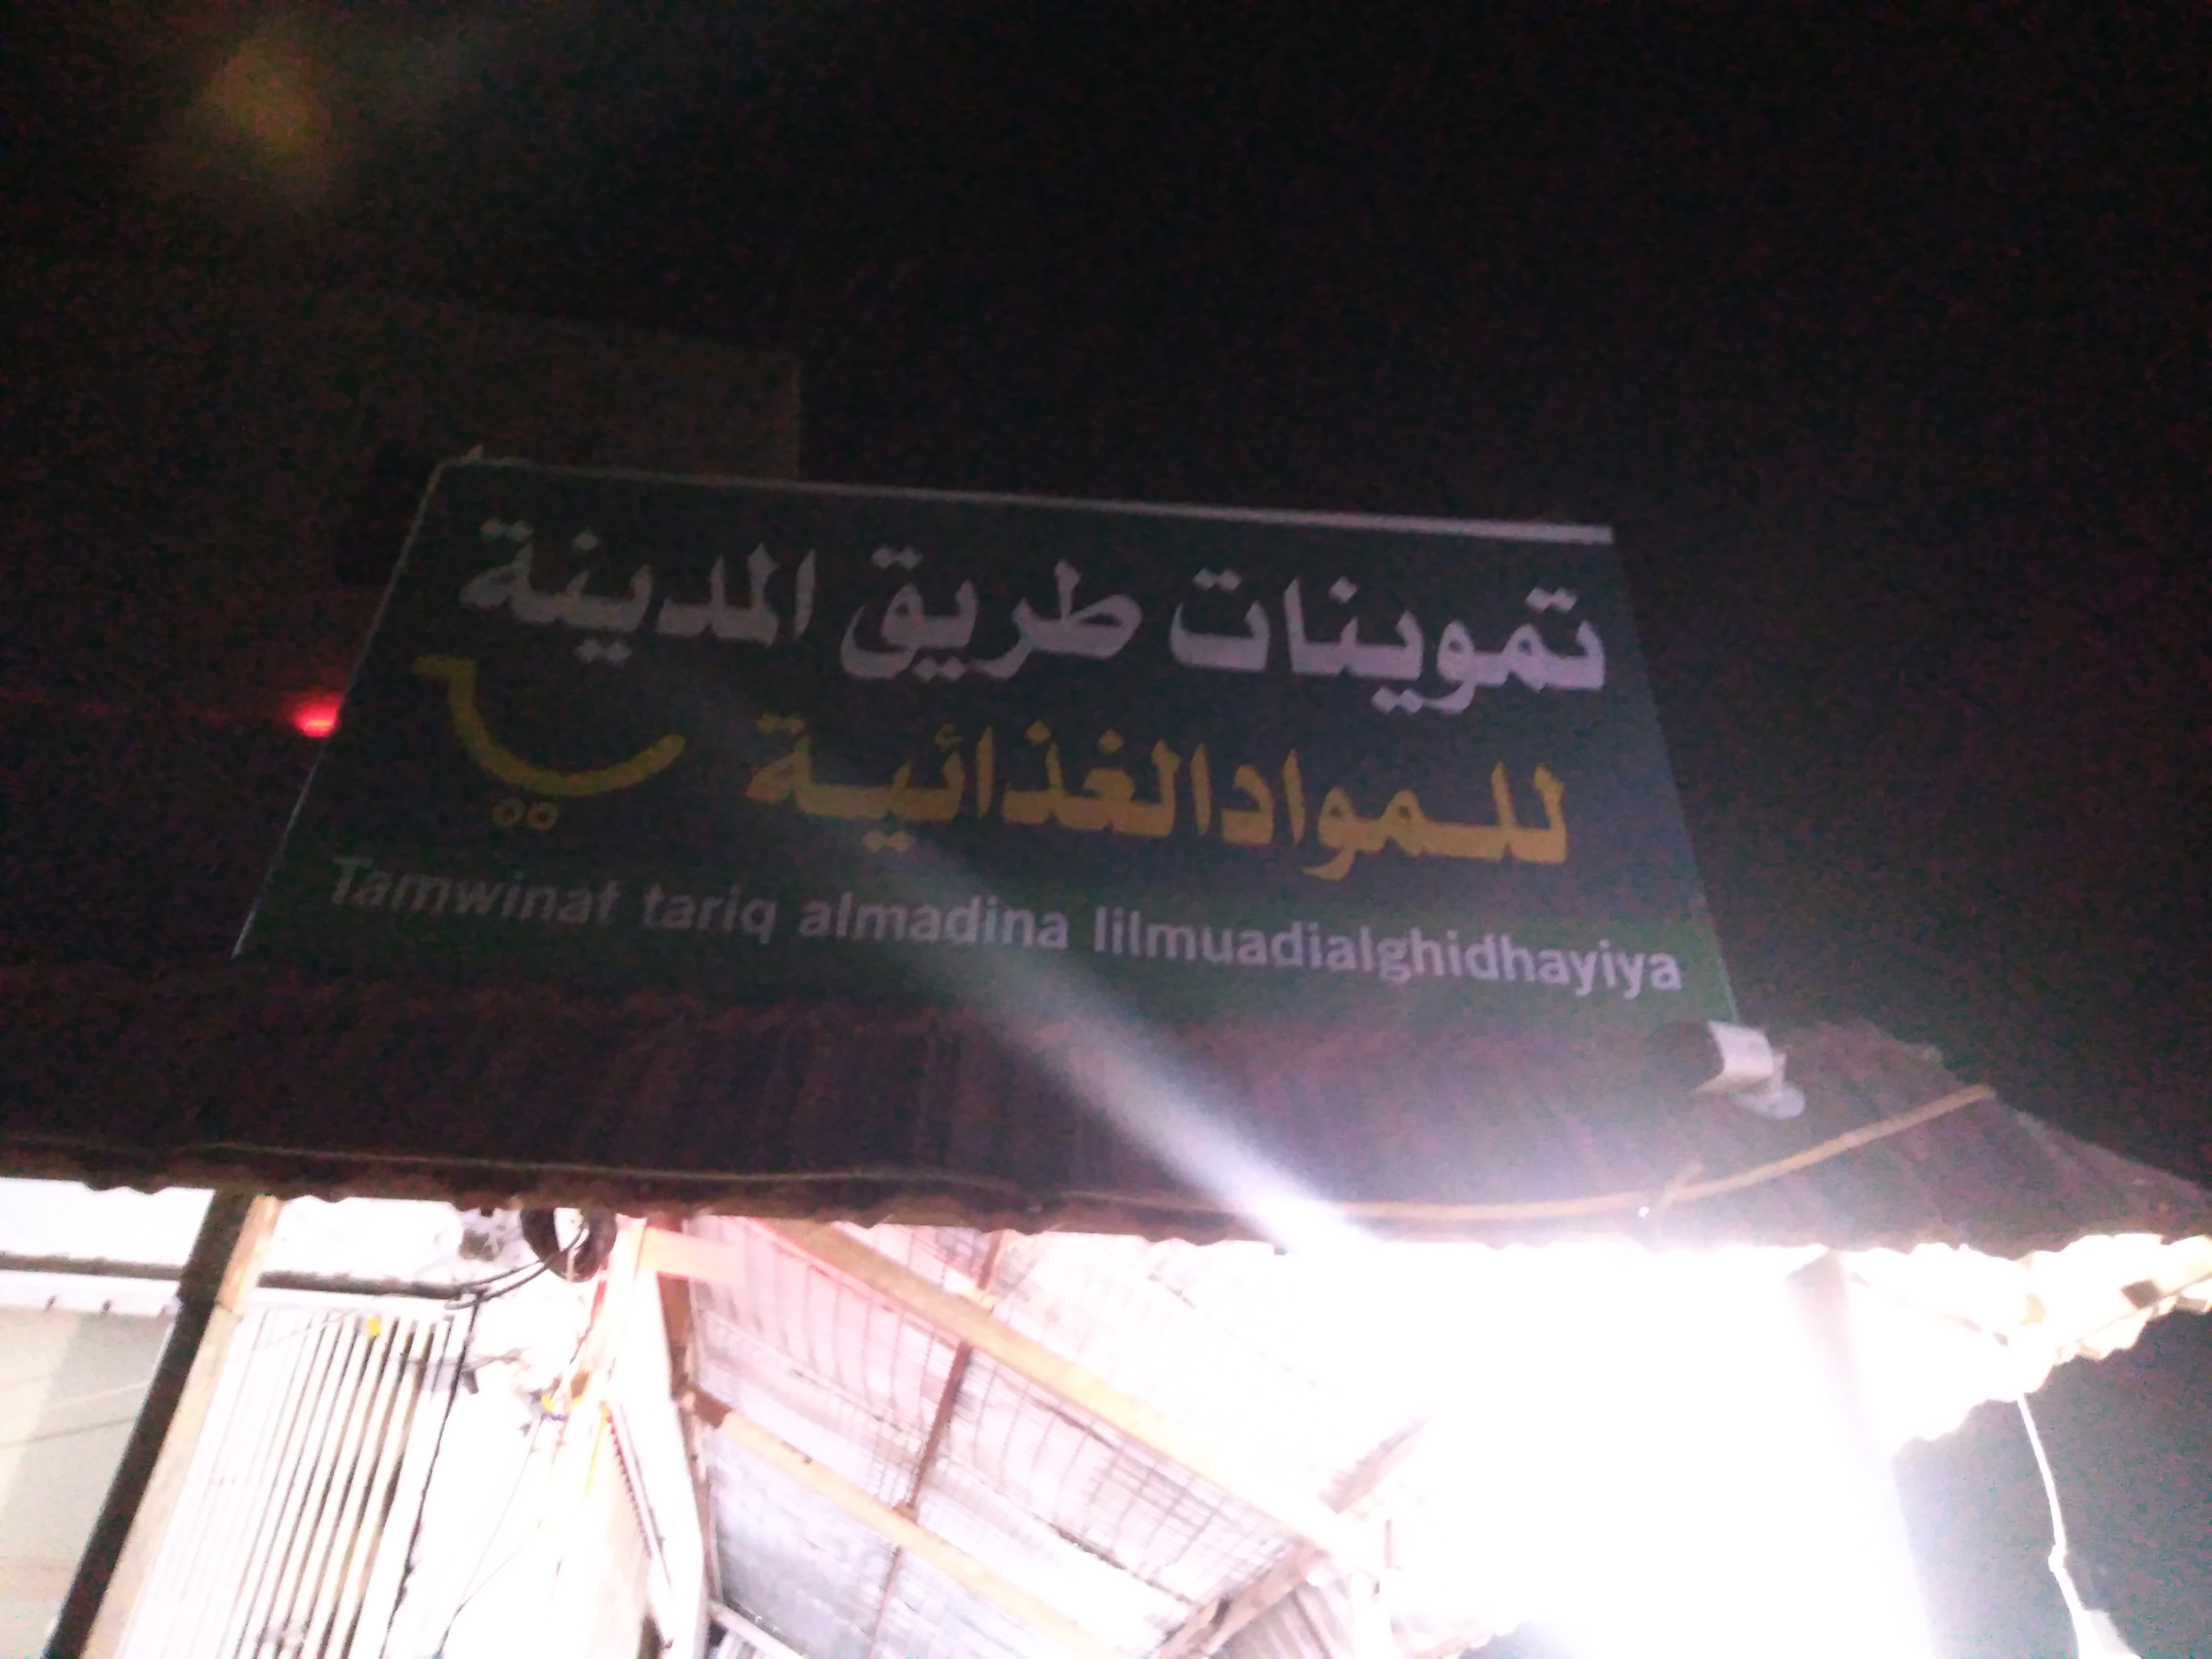 تموينات طريق المدينة
للمواد الغذائية
Tamwinat tariq almadina lilmuadialghidhayiya